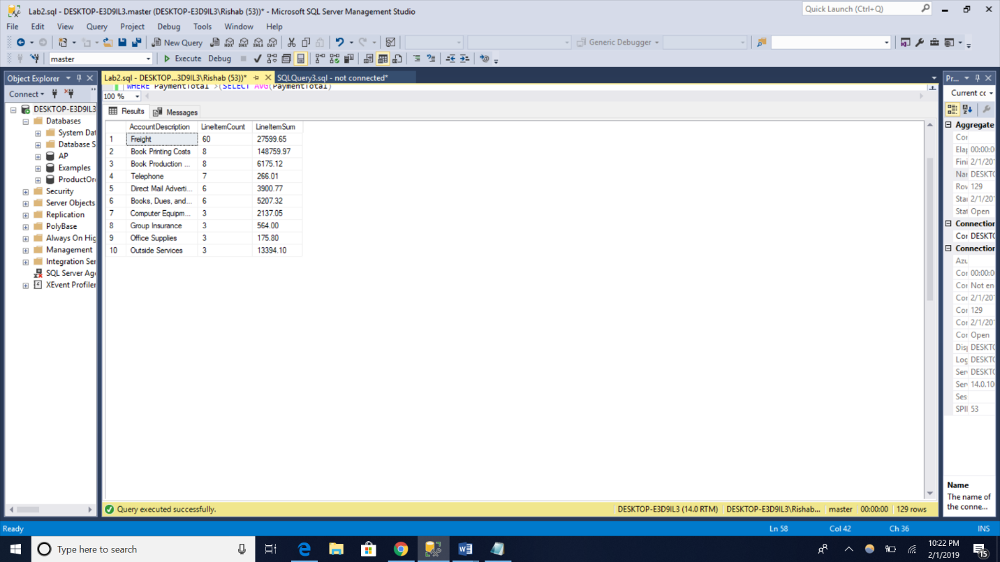 Lab2.sql - DESKTOP-E3D9IL3.master (DESKTOP-E3D9IL3\Rishab (53))* - Microsoft SQL Server Management Studio
Quick Launch (Ctrl+Q)
File Edit View Query Project Debug Tools Window Help
New Query
Generic Debugger
master
Execute Debug
Object Explorer
Lab2.sql - DESKTOP...3D9IL3\Rishab (53))*
SQLQuery3.sql - not connected*
Pr...
Connect
WHERE PaymentTotal >(SELECT AVG(PaymentTotal)
100 %
Current cc
DESKTOP-E3D9IL3
Databases
System Dat
Database S
AP
Examples
ProductOr
Security
Server Objects
Replication
PolyBase
Always On Hig
Management
Integration Ser
SQL Server Age
XEvent Profiler
Results Messages
AccountDescription LineItemCount LineItemSum
1 Freight 60 27599.65
2 Book Printing Costs 8 148759.97
3 Book Production ... 8 6175.12
4 Telephone 7 266.01
5 Direct Mail Adverti... 6 3900.77
6 Books, Dues, and... 6 5207.32
7 Computer Equipm... 3 2137.05
8 Group Insurance 3 564.00
9 Office Supplies 3 175.80
10 Outside Services 3 13394.10
Aggregate
Cor
Elap 00:00:0
Fini 2/1/201
Nar DESKTO
Rov 129
Star 2/1/201
Stat Open
Connection
Cor DESKTO
Connection
Azu
Cor 00:00:0
Cor Not en
Cor 2/1/201
Cor 129
Cor 2/1/201
Cor Open
Disp DESKTO
Log DESKTO
Ser DESKTO
Ser 14.0.10
Ses
SPII 53
Name
The name of
the conne...
Query executed successfully.
DESKTOP-E3D9IL3 (14.0 RTM) DESKTOP-E3D9IL3\Rishab... master 00:00:00 129 rows
Ready
Ln 58 Col 42 Ch 36 INS
Type here to search
10:22 PM
2/1/2019
15